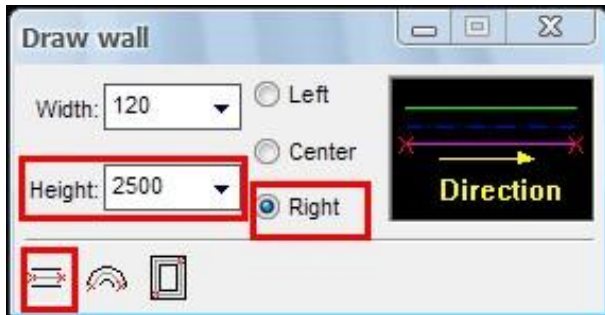 Draw wall
Width: 120
Left
Center
Height: 2500
Right
Direction